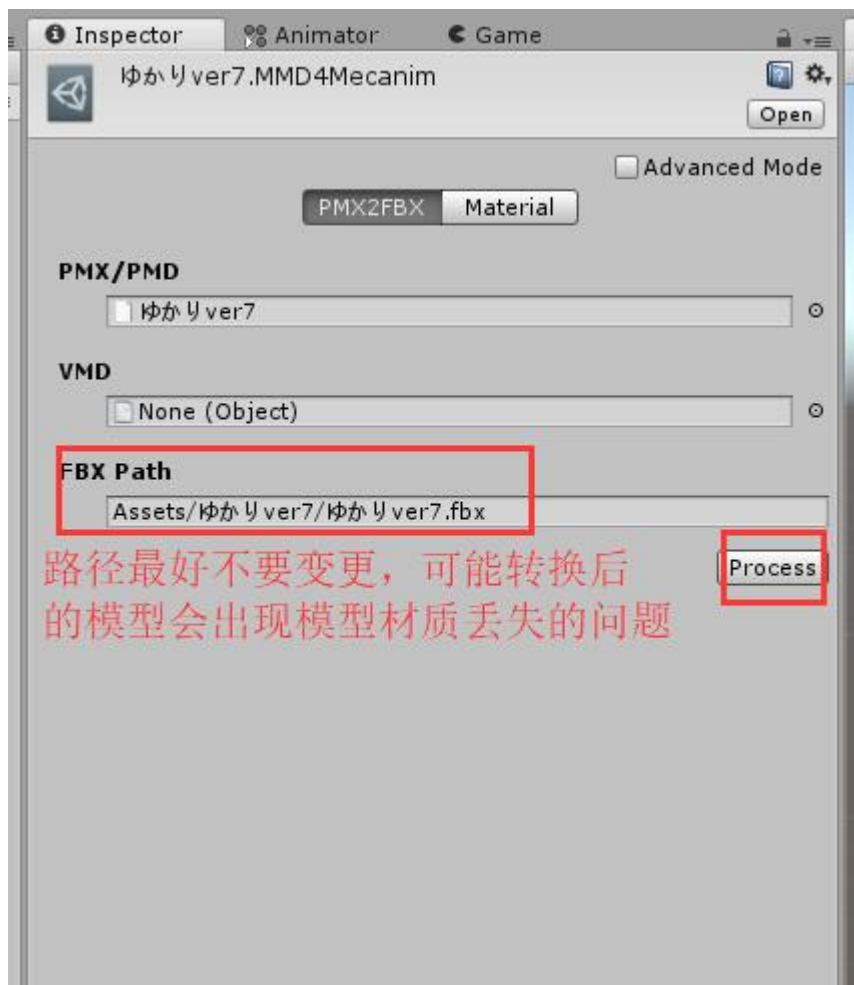 Inspector Animator Game
ゆかりver7.MMD4Mecanim
Open
Advanced Mode
PMX2FBX Material
PMX/PMD
ゆかりver7
VMD
None (Object)
FBX Path
Assets/ゆかりver7/ゆかりver7.fbx
Process
路径最好不要变更，可能转换后
的模型会出现模型材质丢失的问题